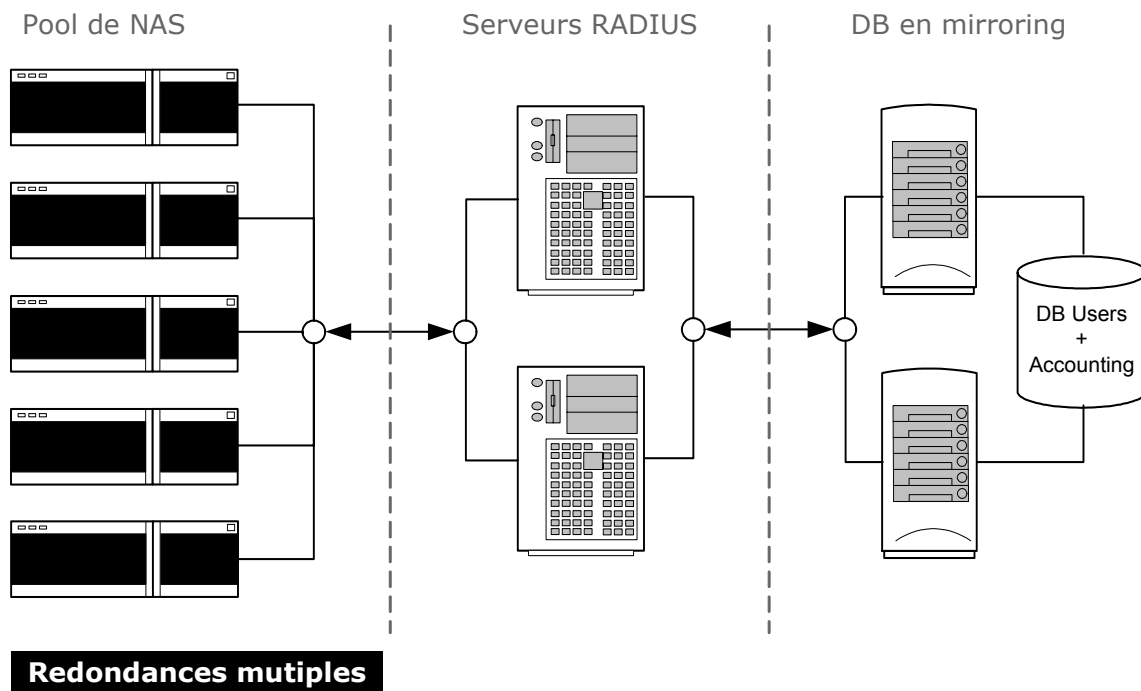 Pool de NAS
Serveurs RADIUS
DB en mirroring
DB Users
+
Accounting
Redondances mutiples